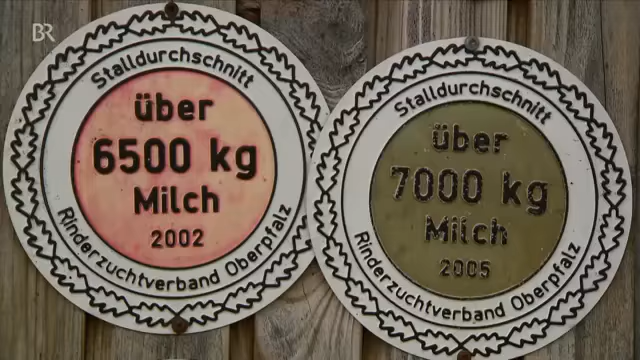 BR
Stalldurchschnitt
über
6500 kg
Milch
2002
Rinderzuchtverband Oberpfalz
Stalldurchschnitt
über
7000 kg
Milch
2005
Rinderzuchtverband Oberpfalz